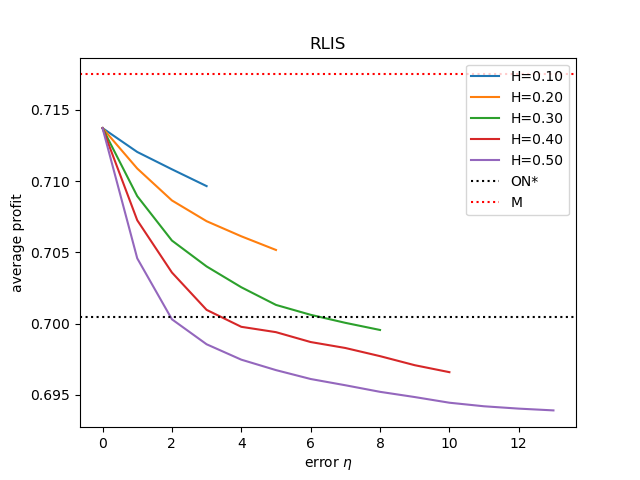 RLIS
H=0.10
H=0.20
H=0.30
H=0.40
H=0.50
ON*
M
average profit
0.715
0.710
0.705
0.700
0.695
0 2 4 6 8 10 12
error η